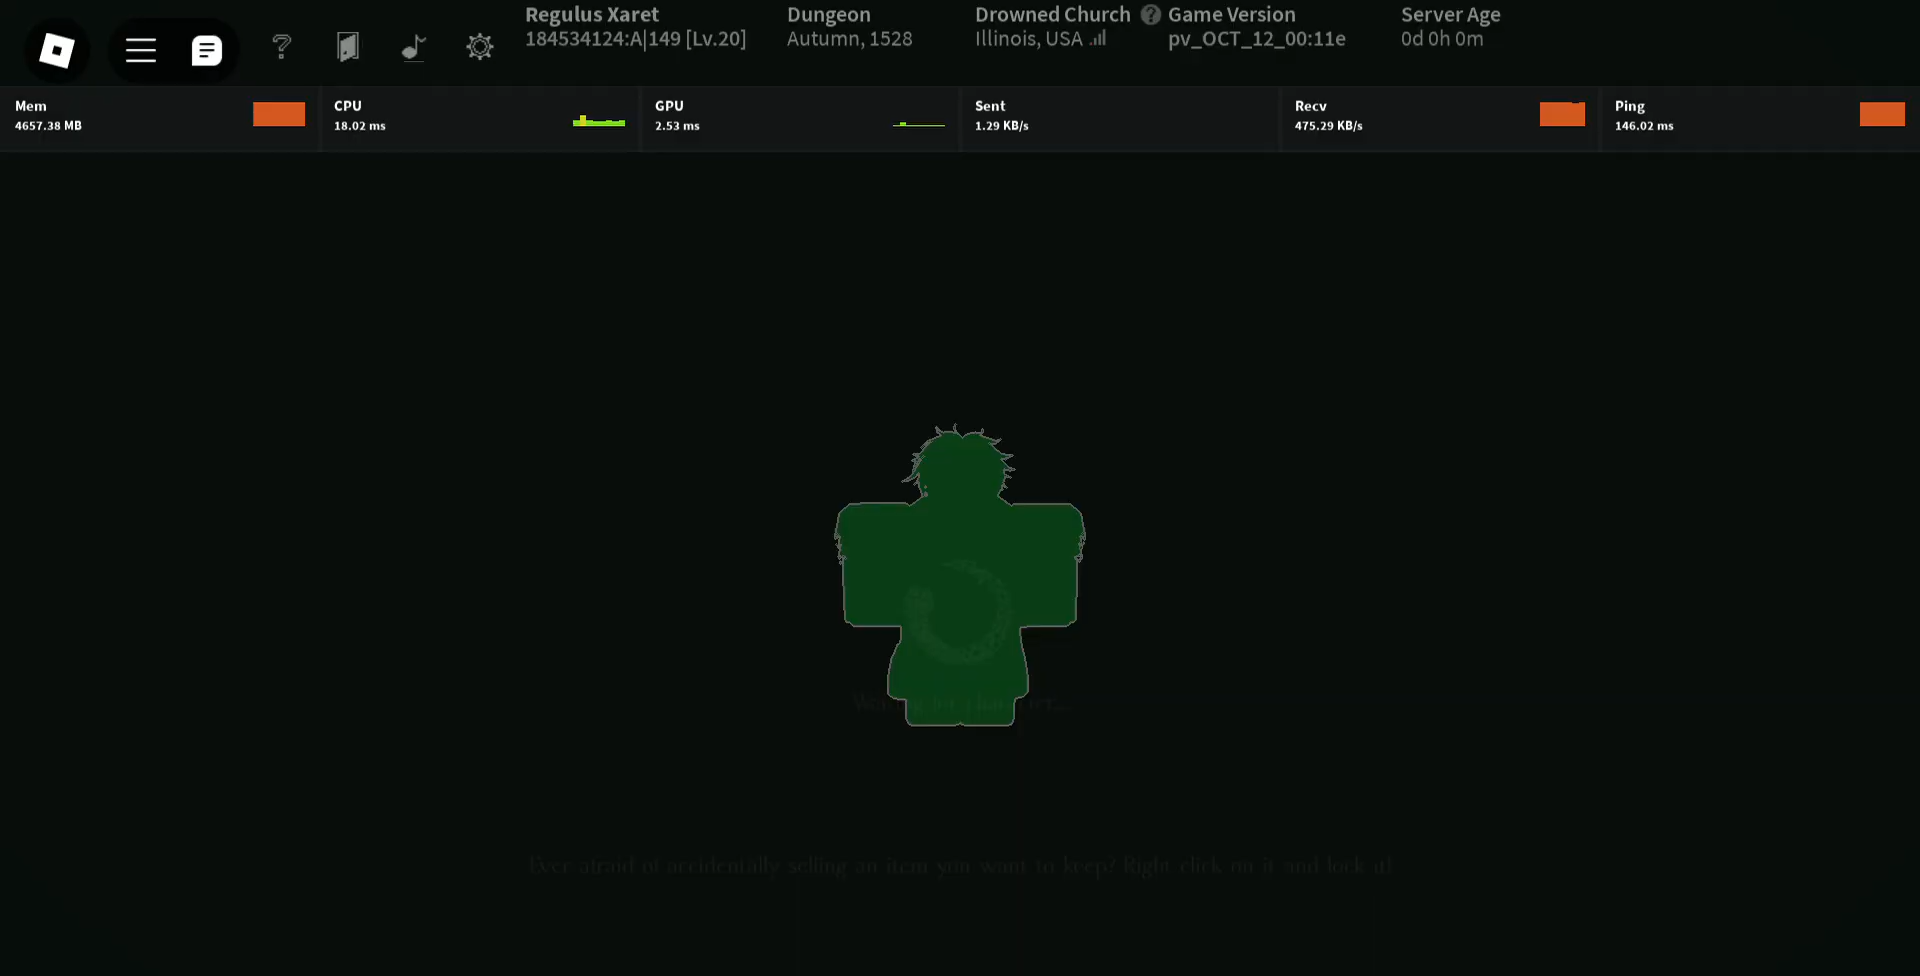 Regulus Xaret
184534124:A|149 [Lv.20]
Dungeon
Autumn, 1528
Drowned Church
Illinois, USA
Game Version
pv_OCT_12_00:11e
Server Age
0d 0h 0m
Mem
4657.38 MB
CPU
18.02 ms
GPU
2.53 ms
Sent
1.29 KB/s
Recv
475.29 KB/s
Ping
146.02 ms
Waiting for character...
Ever afraid of accidentally selling an item you want to keep? Right click on it and lock it!